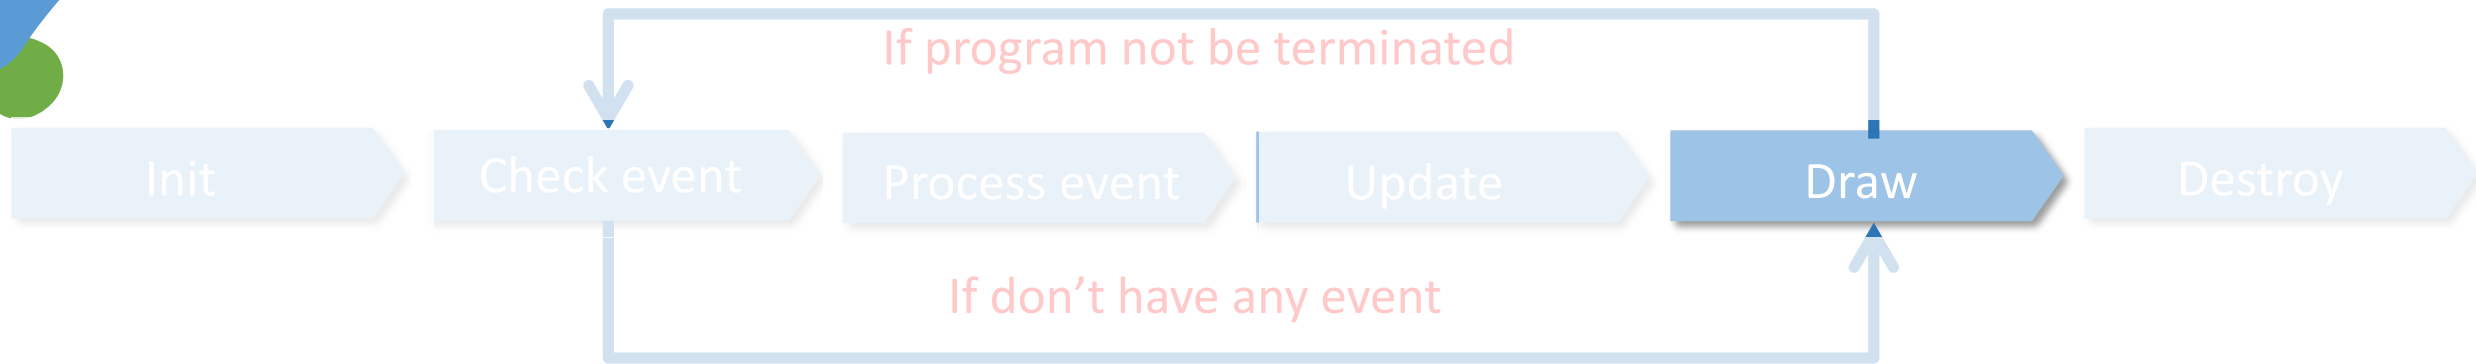 If program not be terminated
Init
Check event
Process event
Update
Draw
Destroy
If don’t have any event